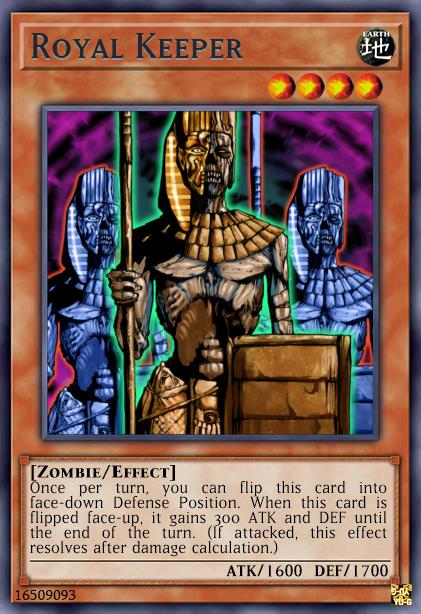 Royal Keeper
EARTH
地
[Zombie/Effect]
Once per turn, you can flip this card into
face-down Defense Position. When this card is
flipped face-up, it gains 300 ATK and DEF until
the end of the turn. (If attacked, this effect
resolves after damage calculation.)
ATK/1600 DEF/1700
16509093